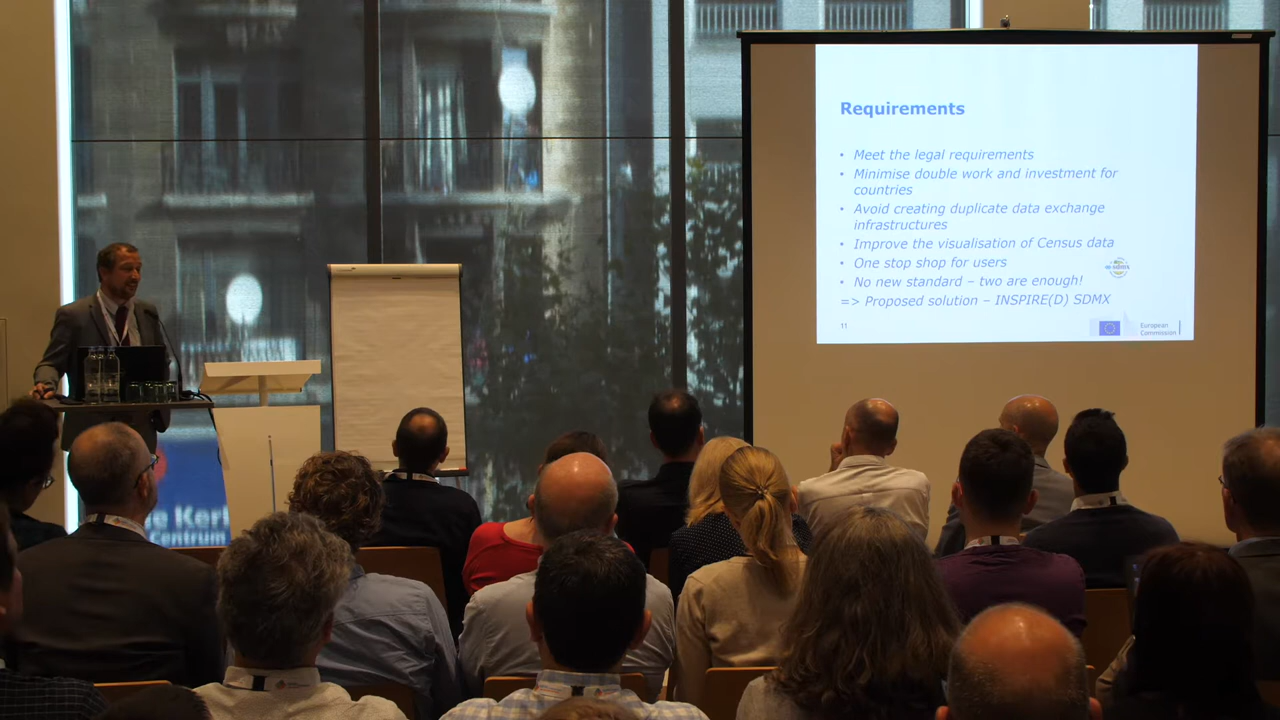 Requirements
• Meet the legal requirements
• Minimise double work and investment for
countries
• Avoid creating duplicate data exchange
infrastructures
• Improve the visualisation of Census data
• One stop shop for users
• No new standard – two are enough!
=> Proposed solution – INSPIRE(D) SDMX
11
European
Commission